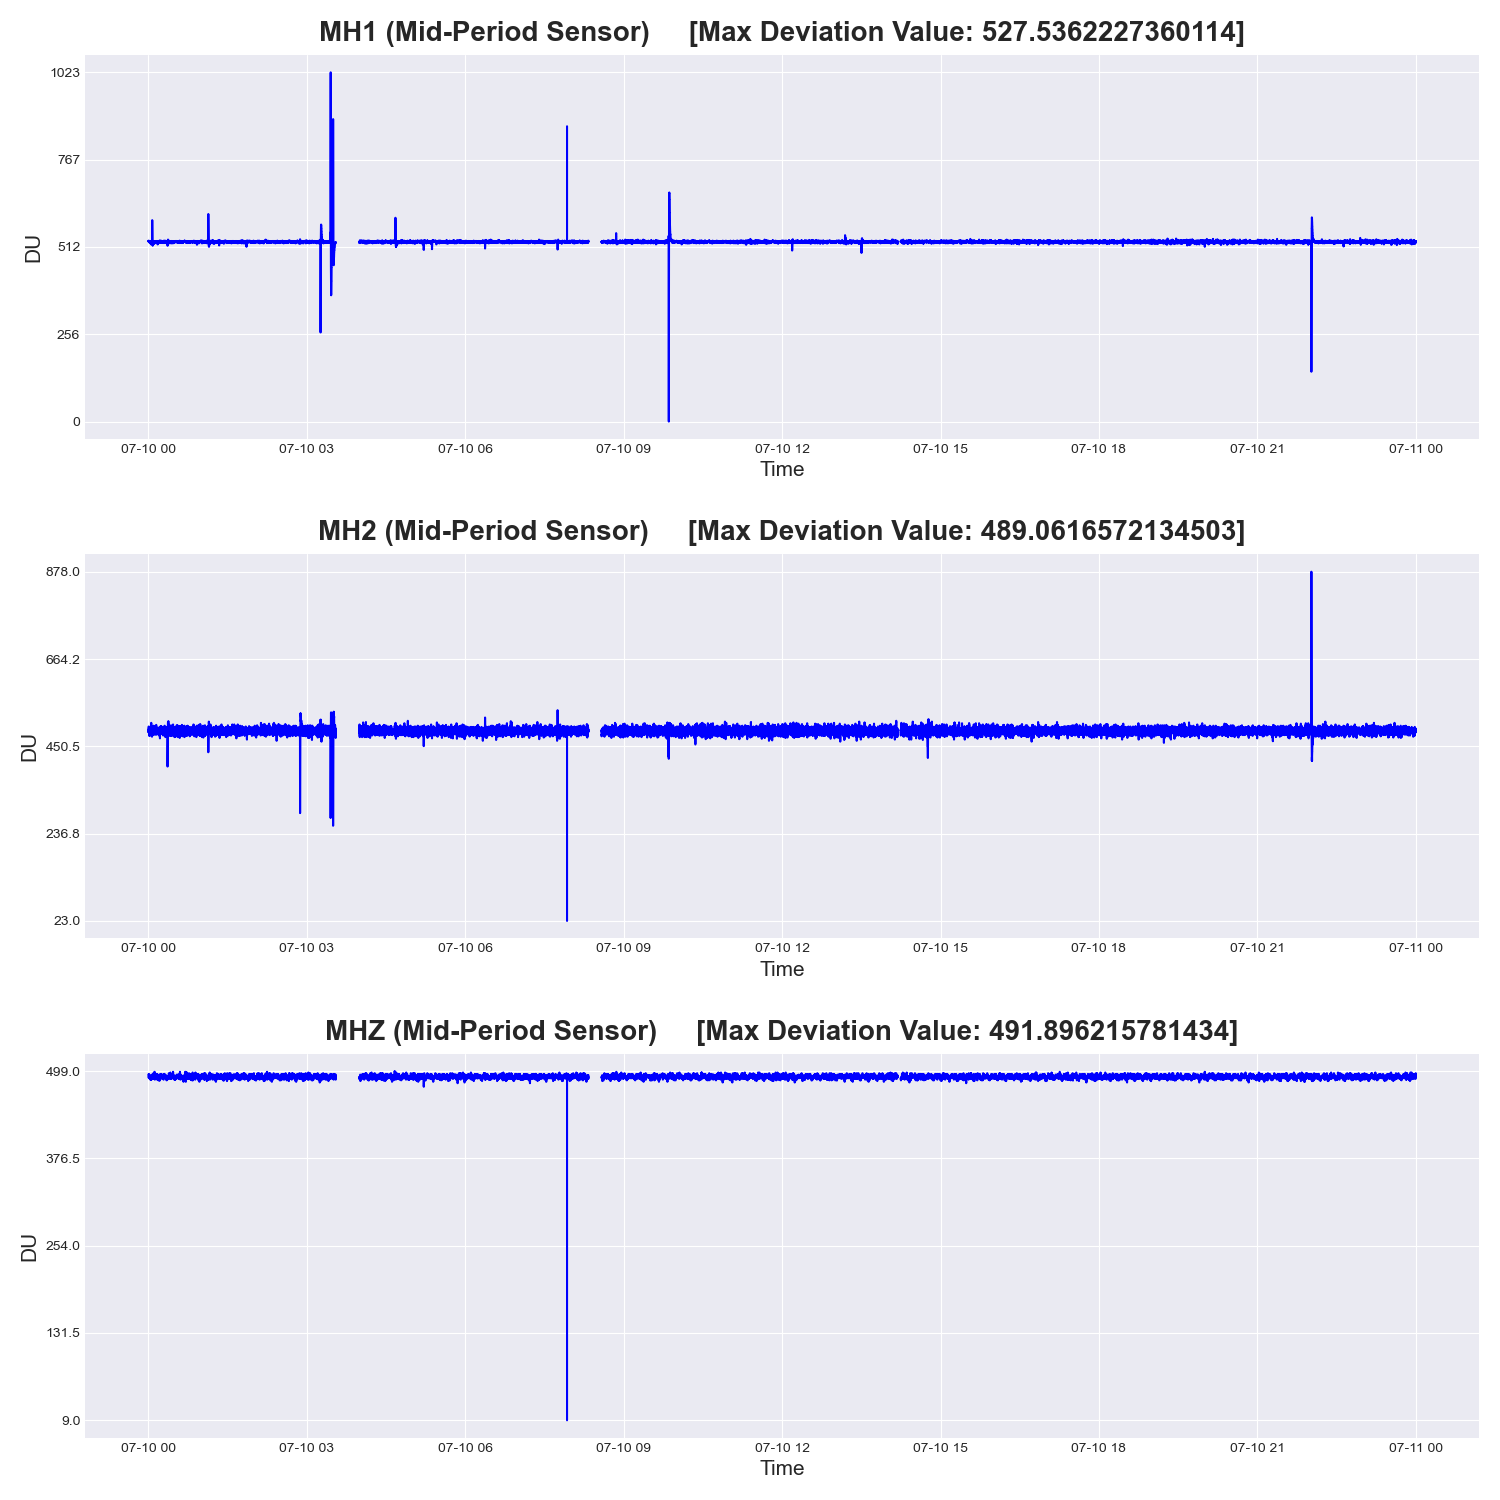 MH1 (Mid-Period Sensor) [Max Deviation Value: 527.5362227360114]
1023
767
512
256
0
DU
07-10 00 07-10 03 07-10 06 07-10 09 07-10 12 07-10 15 07-10 18 07-10 21 07-11 00
Time
MH2 (Mid-Period Sensor) [Max Deviation Value: 489.0616572134503]
878.0
664.2
450.5
236.8
23.0
DU
07-10 00 07-10 03 07-10 06 07-10 09 07-10 12 07-10 15 07-10 18 07-10 21 07-11 00
Time
MHZ (Mid-Period Sensor) [Max Deviation Value: 491.896215781434]
499.0
376.5
254.0
131.5
9.0
DU
07-10 00 07-10 03 07-10 06 07-10 09 07-10 12 07-10 15 07-10 18 07-10 21 07-11 00
Time